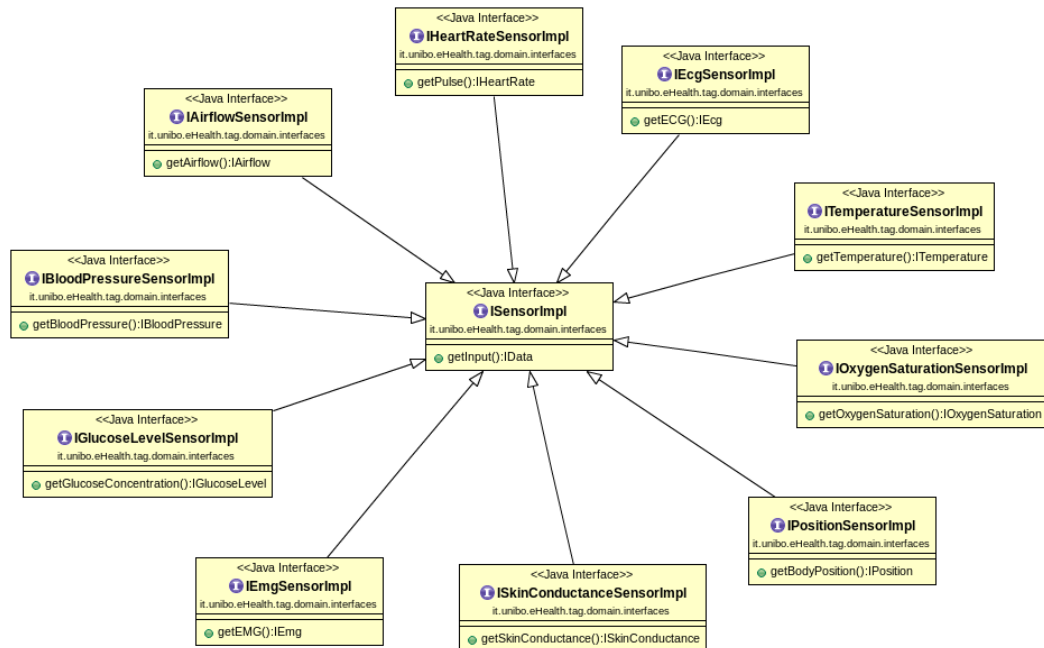 <<Java Interface>>
IHeartRateSensorImpl
it.unibo.eHealth.tag.domain.interfaces
getPulse():IHeartRate
<<Java Interface>>
IEcgSensorImpl
it.unibo.eHealth.tag.domain.interfaces
getECG():IEcg
<<Java Interface>>
IAirflowSensorImpl
it.unibo.eHealth.tag.domain.interfaces
getAirflow():IAirflow
<<Java Interface>>
ITemperatureSensorImpl
it.unibo.eHealth.tag.domain.interfaces
getTemperature():ITemperature
<<Java Interface>>
IBloodPressureSensorImpl
it.unibo.eHealth.tag.domain.interfaces
getBloodPressure():IBloodPressure
<<Java Interface>>
ISensorImpl
it.unibo.eHealth.tag.domain.interfaces
getInput():IData
<<Java Interface>>
IOxygenSaturationSensorImpl
it.unibo.eHealth.tag.domain.interfaces
getOxygenSaturation():IOxygenSaturation
<<Java Interface>>
IGlucoseLevelSensorImpl
it.unibo.eHealth.tag.domain.interfaces
getGlucoseConcentration():IGlucoseLevel
<<Java Interface>>
IPositionSensorImpl
it.unibo.eHealth.tag.domain.interfaces
getBodyPosition():IPosition
<<Java Interface>>
IEmgSensorImpl
it.unibo.eHealth.tag.domain.interfaces
getEMG():IEmg
<<Java Interface>>
ISkinConductanceSensorImpl
it.unibo.eHealth.tag.domain.interfaces
getSkinConductance():ISkinConductance